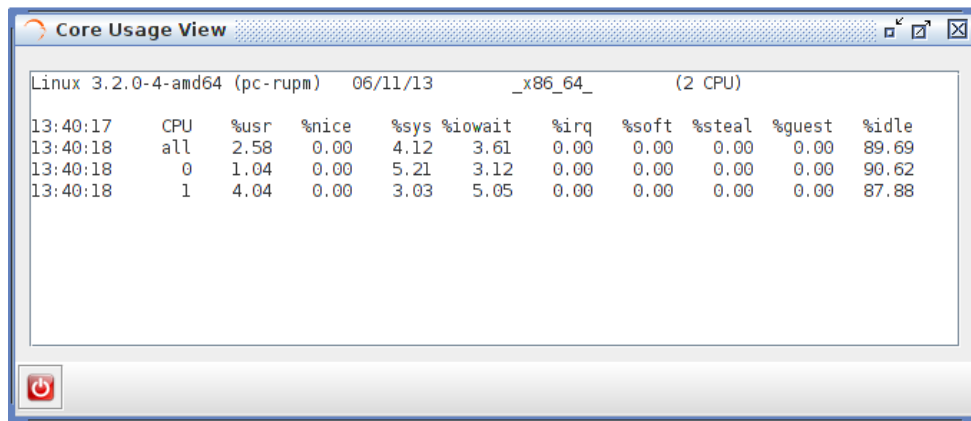 Core Usage View
Linux 3.2.0-4-amd64 (pc-rupm) 06/11/13 _x86_64_ (2 CPU)
13:40:17 CPU %usr %nice %sys %iowait %irq %soft %steal %guest %idle
13:40:18 all 2.58 0.00 4.12 3.61 0.00 0.00 0.00 0.00 89.69
13:40:18 0 1.04 0.00 5.21 3.12 0.00 0.00 0.00 0.00 90.62
13:40:18 1 4.04 0.00 3.03 5.05 0.00 0.00 0.00 0.00 87.88